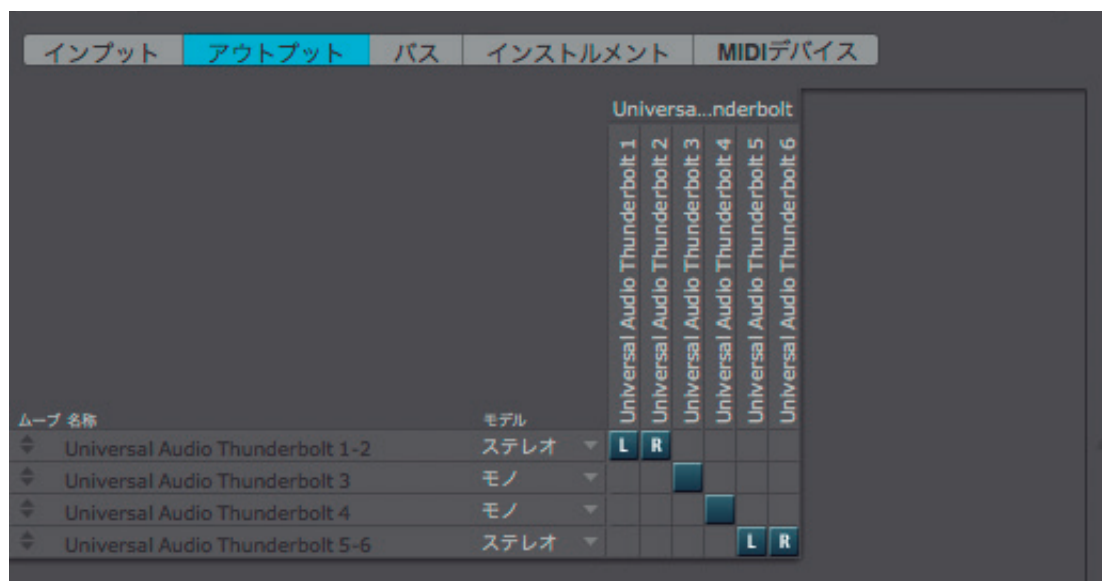 インプット アウトプット バス インストルメント MIDIデバイス
Universa...nderbolt
Universal Audio Thunderbolt 1
Universal Audio Thunderbolt 2
Universal Audio Thunderbolt 3
Universal Audio Thunderbolt 4
Universal Audio Thunderbolt 5
Universal Audio Thunderbolt 6
ムーブ 名称 モデル
Universal Audio Thunderbolt 1-2 ステレオ L R
Universal Audio Thunderbolt 3 モノ
Universal Audio Thunderbolt 4 モノ
Universal Audio Thunderbolt 5-6 ステレオ L R